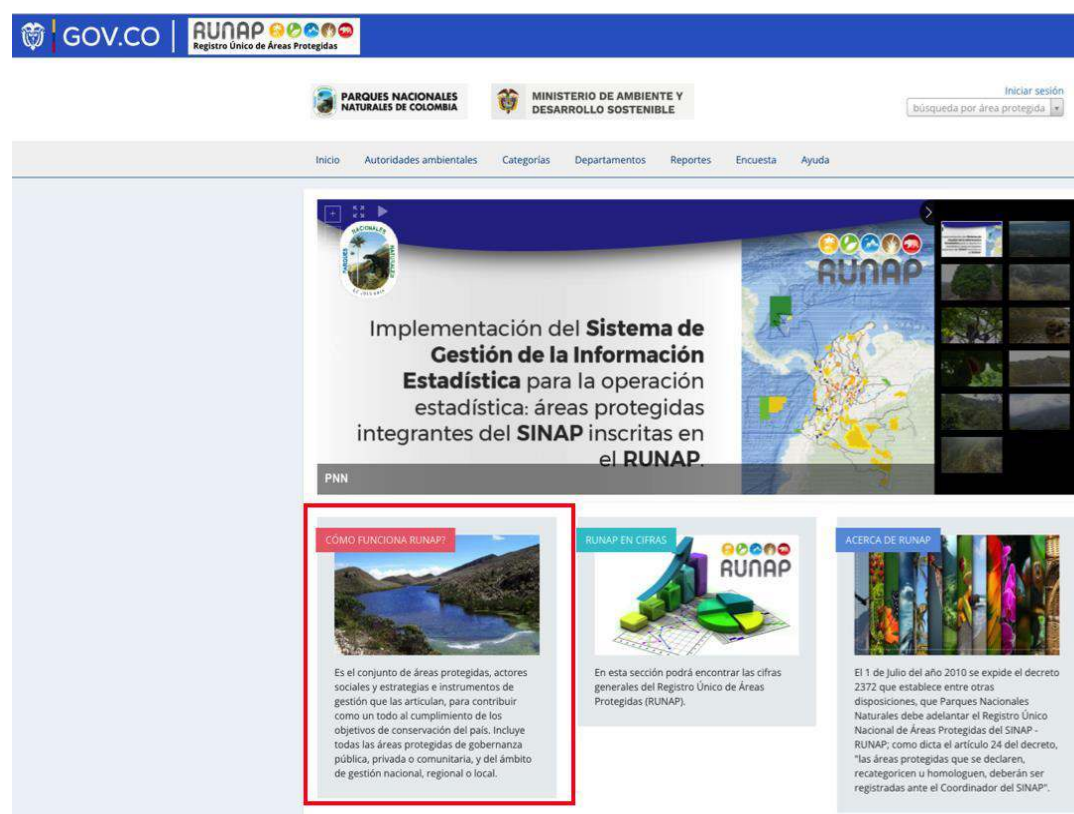 GOV.CO
RUNAP
Registro Único de Áreas Protegidas
PARQUES NACIONALES
NATURALES DE COLOMBIA
MINISTERIO DE AMBIENTE Y
DESARROLLO SOSTENIBLE
Iniciar sesión
búsqueda por área protegida
Inicio Autoridades ambientales Categorías Departamentos Reportes Encuesta Ayuda
RUNAP
Implementación del Sistema de
Gestión de la Información
Estadística para la operación
estadística: áreas protegidas
integrantes del SINAP inscritas en
el RUNAP.
PNN
CÓMO FUNCIONA RUNAP?
Es el conjunto de áreas protegidas, actores
sociales y estrategias e instrumentos de
gestión que las articulan, para contribuir
como un todo al cumplimiento de los
objetivos de conservación del país. Incluye
todas las áreas protegidas de gobernanza
pública, privada o comunitaria, y del ámbito
de gestión nacional, regional o local.
RUNAP EN CIFRAS
RUNAP
En esta sección podrá encontrar las cifras
generales del Registro Único de Áreas
Protegidas (RUNAP).
ACERCA DE RUNAP
El 1 de Julio del año 2010 se expide el decreto
2372 que establece entre otras
disposiciones, que Parques Nacionales
Naturales debe adelantar el Registro Único
Nacional de Áreas Protegidas del SINAP -
RUNAP; como dicta el artículo 24 del decreto,
"las áreas protegidas que se declaren,
recategoricen u homologuen, deberán ser
registradas ante el Coordinador del SINAP".